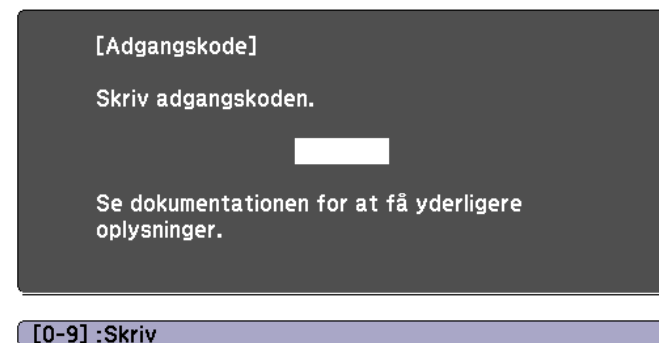 [Adgangskode]
Skriv adgangskoden.
Se dokumentationen for at få yderligere
oplysninger.
[0-9] :Skriv